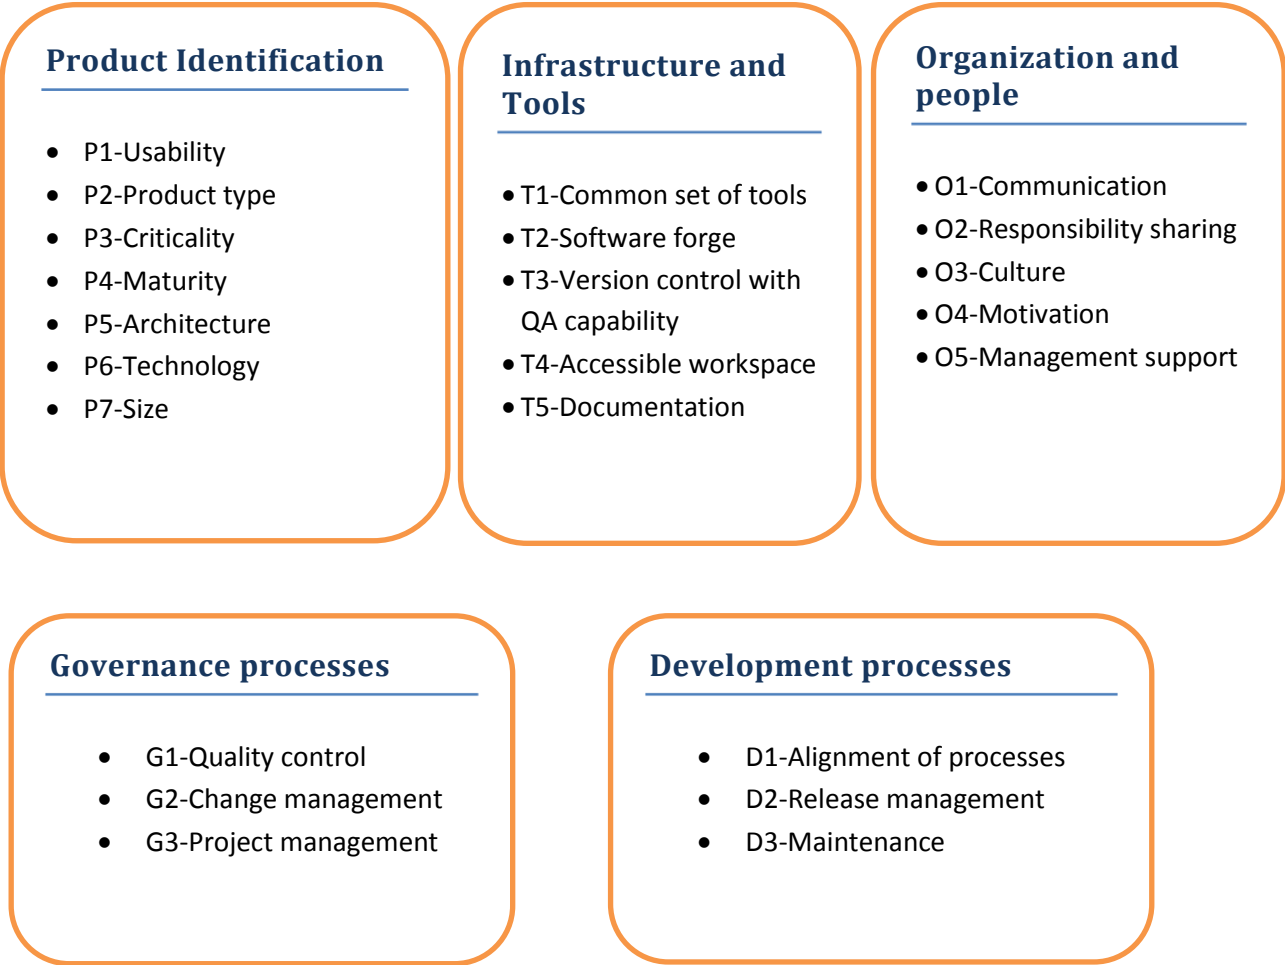 Product Identification
• P1-Usability
• P2-Product type
• P3-Criticality
• P4-Maturity
• P5-Architecture
• P6-Technology
• P7-Size
Infrastructure and
Tools
• T1-Common set of tools
• T2-Software forge
• T3-Version control with
QA capability
• T4-Accessible workspace
• T5-Documentation
Organization and
people
• O1-Communication
• O2-Responsibility sharing
• O3-Culture
• O4-Motivation
• O5-Management support
Governance processes
• G1-Quality control
• G2-Change management
• G3-Project management
Development processes
• D1-Alignment of processes
• D2-Release management
• D3-Maintenance